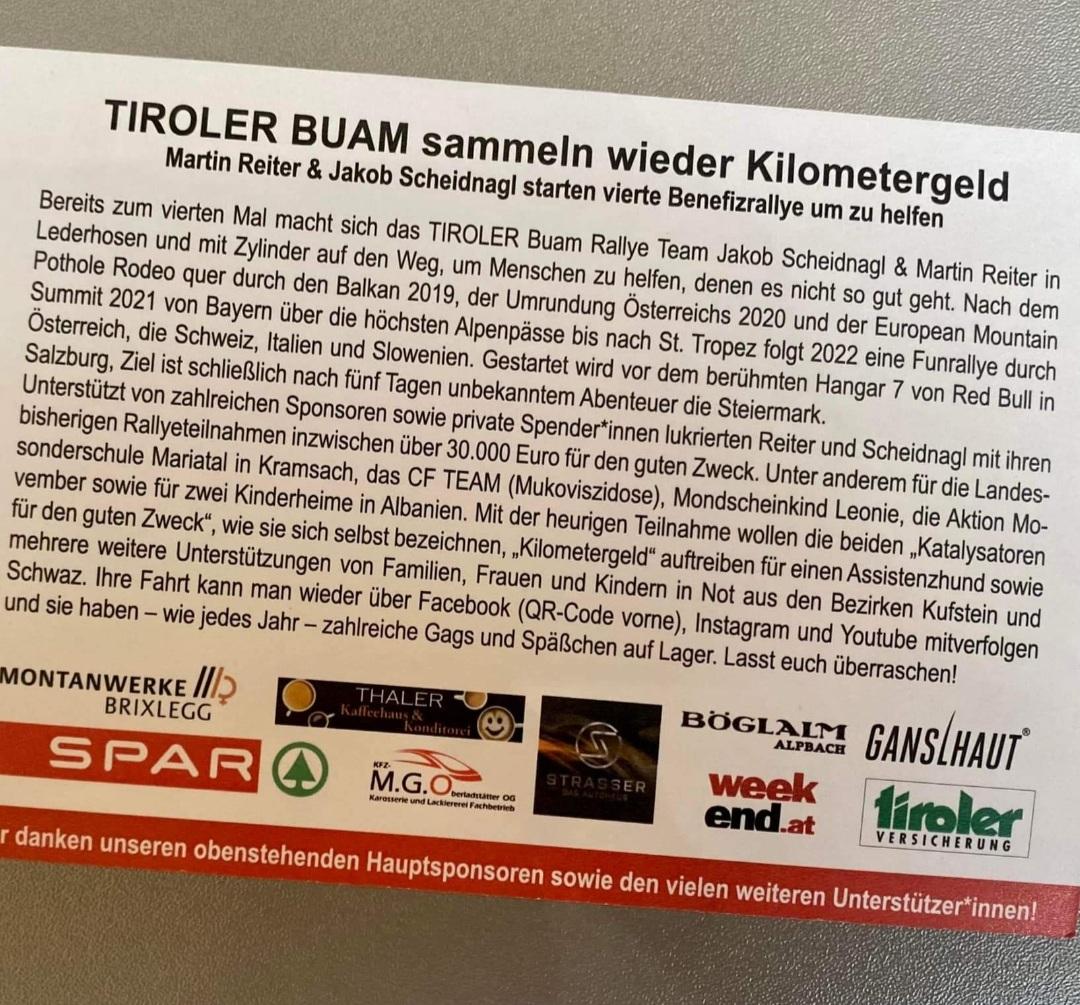 TIROLER BUAM sammeln wieder Kilometergeld
Martin Reiter & Jakob Scheidnagl starten vierte Benefizrallye um zu helfen
Bereits zum vierten Mal macht sich das TIROLER Buam Rallye Team Jakob Scheidnagl & Martin Reiter in
Lederhosen und mit Zylinder auf den Weg, um Menschen zu helfen, denen es nicht so gut geht. Nach dem
Pothole Rodeo quer durch den Balkan 2019, der Umrundung Österreichs 2020 und der European Mountain
Summit 2021 von Bayern über die höchsten Alpenpässe bis nach St. Tropez folgt 2022 eine Funrallye durch
Österreich, die Schweiz, Italien und Slowenien. Gestartet wird vor dem berühmten Hangar 7 von Red Bull in
Salzburg, Ziel ist schließlich nach fünf Tagen unbekanntem Abenteuer die Steiermark.
Unterstützt von zahlreichen Sponsoren sowie private Spender*innen lukrierten Reiter und Scheidnagl mit ihren
bisherigen Rallyeteilnahmen inzwischen über 30.000 Euro für den guten Zweck. Unter anderem für die Landes-
sonderschule Mariatal in Kramsach, das CF TEAM (Mukoviszidose), Mondscheinkind Leonie, die Aktion Mo-
vember sowie für zwei Kinderheime in Albanien. Mit der heurigen Teilnahme wollen die beiden „Katalysatoren
für den guten Zweck“, wie sie sich selbst bezeichnen, „Kilometergeld“ auftreiben für einen Assistenzhund sowie
mehrere weitere Unterstützungen von Familien, Frauen und Kindern in Not aus den Bezirken Kufstein und
Schwaz. Ihre Fahrt kann man wieder über Facebook (QR-Code vorne), Instagram und Youtube mitverfolgen
und sie haben – wie jedes Jahr – zahlreiche Gags und Späßchen auf Lager. Lasst euch überraschen!
MONTANWERKE
BRIXLEGG
THALER
Kaffeehaus &
Konditorei
STRASSER
DAS AUTOHAUS
BÖGLALM
ALPBACH
GANSLHAUT®
SPAR
KFZ-
M.G.O
berladstätter OG
Karosserie und Lackiererei Fachbetrieb
week
end.at
tiroler
VERSICHERUNG
r danken unseren obenstehenden Hauptsponsoren sowie den vielen weiteren Unterstützer*innen!